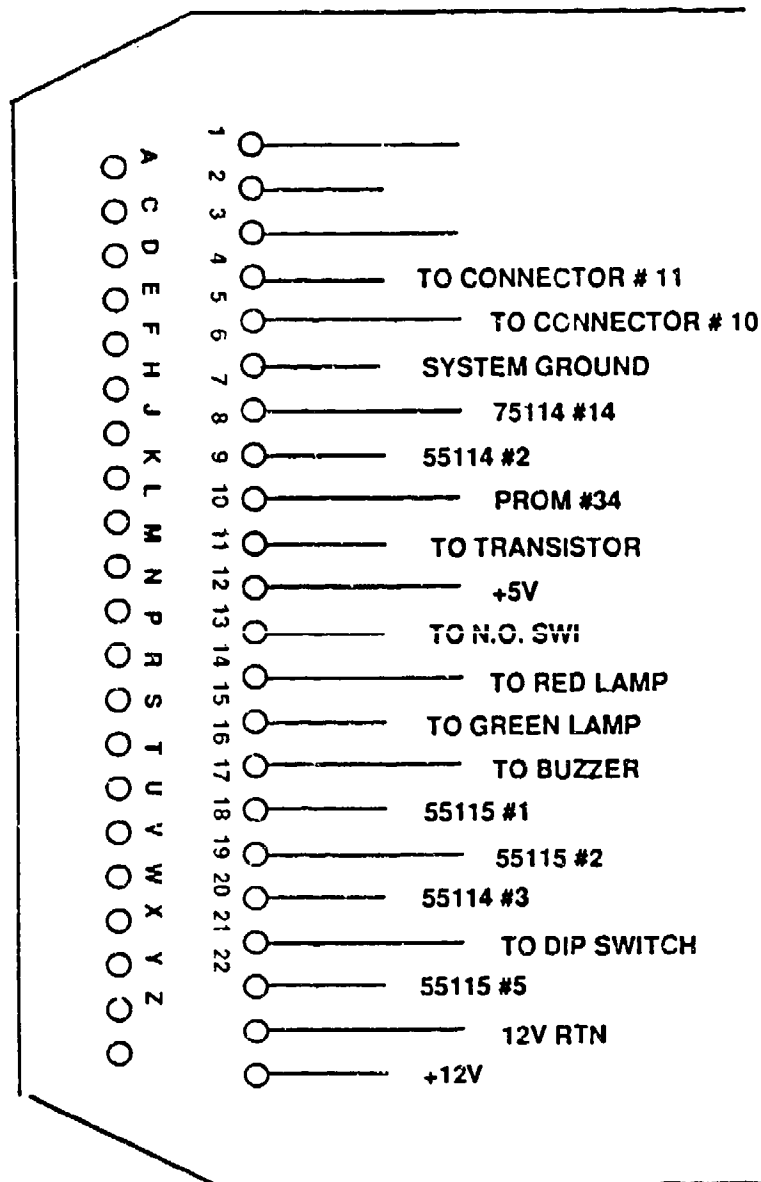 1
A
2
C
3
D
4
TO CONNECTOR # 11
E
5
TO CONNECTOR # 10
F
6
H
7
SYSTEM GROUND
J
8
75114 #14
K
9
55114 #2
L
10
PROM #34
M
11
TO TRANSISTOR
N
12
+5V
P
13
TO N.O. SWI
R
14
TO RED LAMP
S
15
TO GREEN LAMP
16
T
17
TO BUZZER
U
18
55115 #1
V
19
55115 #2
W
20
55114 #3
X
21
TO DIP SWITCH
Y
22
55115 #5
Z
12V RTN
+12V